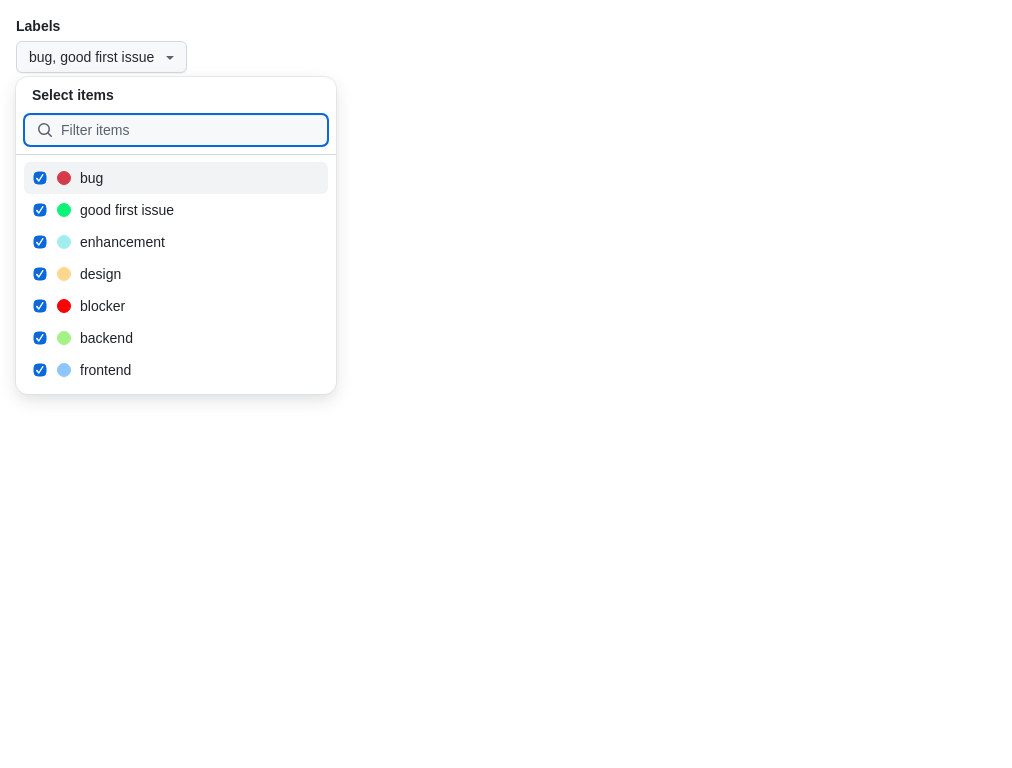 Labels
bug, good first issue
Select items
Filter items
bug
good first issue
enhancement
design
blocker
backend
frontend